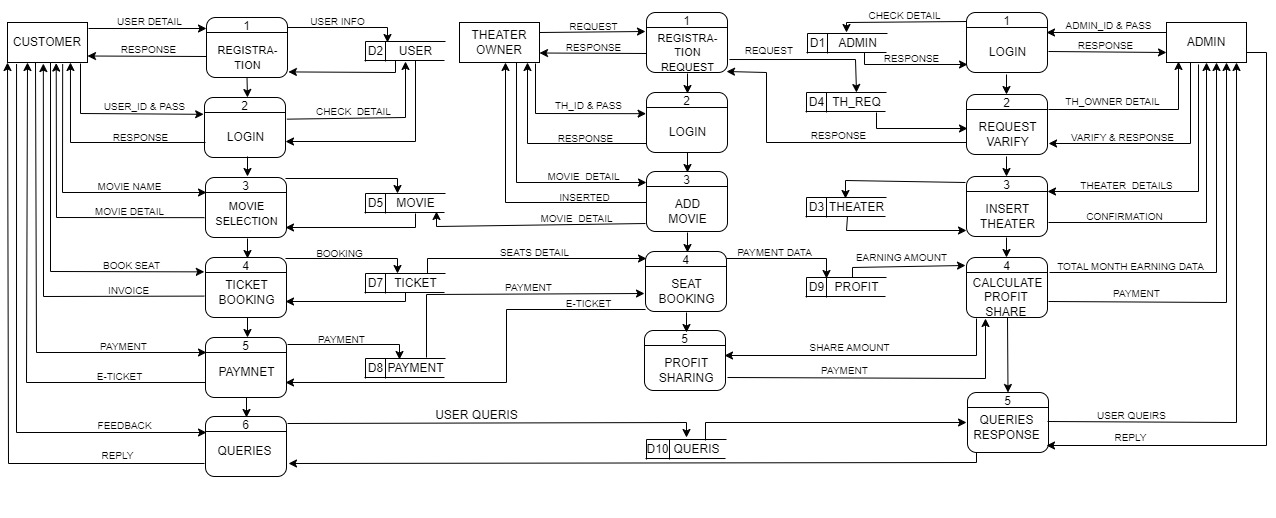 CUSTOMER
USER DETAIL
RESPONSE
1
REGISTRA-
TION
USER INFO
D2 USER
USER_ID & PASS
RESPONSE
2
LOGIN
CHECK DETAIL
MOVIE NAME
MOVIE DETAIL
3
MOVIE
SELECTION
D5 MOVIE
BOOK SEAT
INVOICE
4
TICKET
BOOKING
BOOKING
D7 TICKET
PAYMENT
E-TICKET
5
PAYMNET
PAYMENT
D8 PAYMENT
FEEDBACK
REPLY
6
QUERIES
USER QUERIS
D10 QUERIS
THEATER
OWNER
REQUEST
RESPONSE
1
REGISTRA-
TION
REQUEST
REQUEST
TH_ID & PASS
RESPONSE
2
LOGIN
RESPONSE
MOVIE DETAIL
INSERTED
MOVIE DETAIL
3
ADD
MOVIE
SEATS DETAIL
PAYMENT
E-TICKET
4
SEAT
BOOKING
PAYMENT DATA
D9 PROFIT
EARNING AMOUNT
5
PROFIT
SHARING
SHARE AMOUNT
PAYMENT
CHECK DETAIL
D1 ADMIN
RESPONSE
D4 TH_REQ
1
LOGIN
ADMIN_ID & PASS
RESPONSE
ADMIN
2
REQUEST
VARIFY
TH_OWNER DETAIL
VARIFY & RESPONSE
D3 THEATER
3
INSERT
THEATER
THEATER DETAILS
CONFIRMATION
4
CALCULATE
PROFIT
SHARE
TOTAL MONTH EARNING DATA
PAYMENT
5
QUERIES
RESPONSE
USER QUEIRS
REPLY